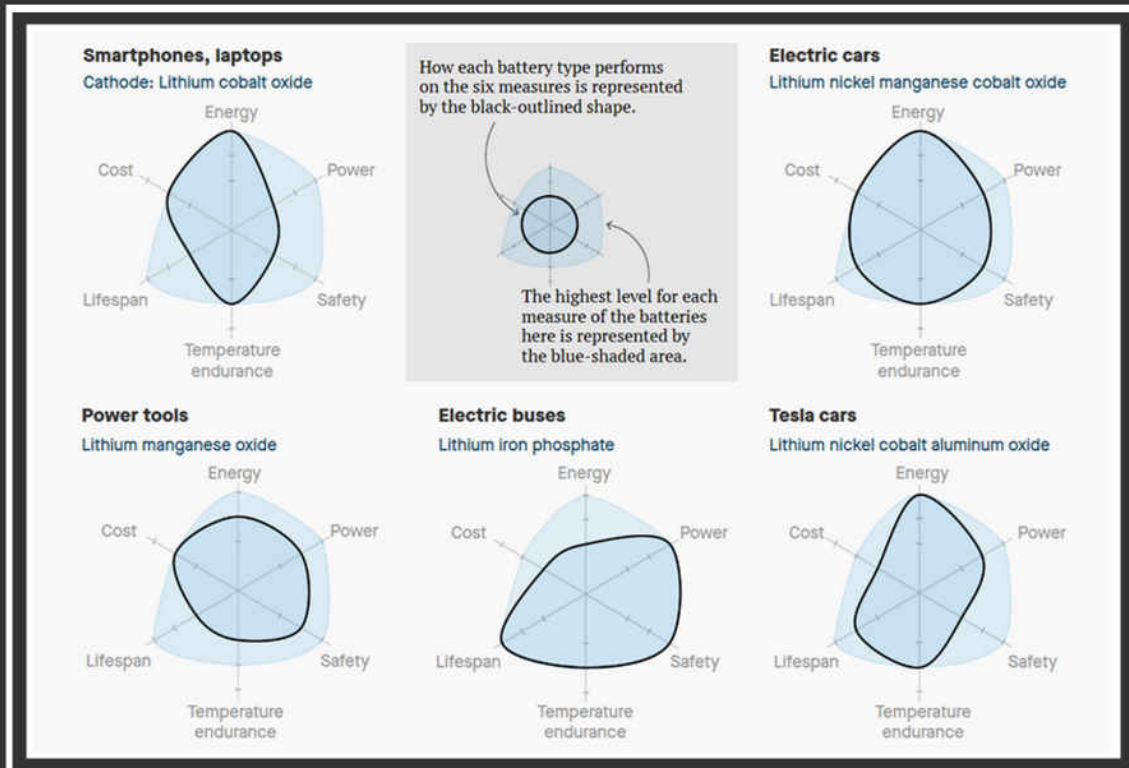 Smartphones, laptops
Cathode: Lithium cobalt oxide
Energy
Cost
Power
Lifespan
Safety
Temperature
endurance
How each battery type performs
on the six measures is represented
by the black-outlined shape.
The highest level for each
measure of the batteries
here is represented by
the blue-shaded area.
Electric cars
Lithium nickel manganese cobalt oxide
Energy
Cost
Power
Lifespan
Safety
Temperature
endurance
Power tools
Lithium manganese oxide
Energy
Cost
Power
Lifespan
Safety
Temperature
endurance
Electric buses
Lithium iron phosphate
Energy
Cost
Power
Lifespan
Safety
Temperature
endurance
Tesla cars
Lithium nickel cobalt aluminum oxide
Energy
Cost
Power
Lifespan
Safety
Temperature
endurance